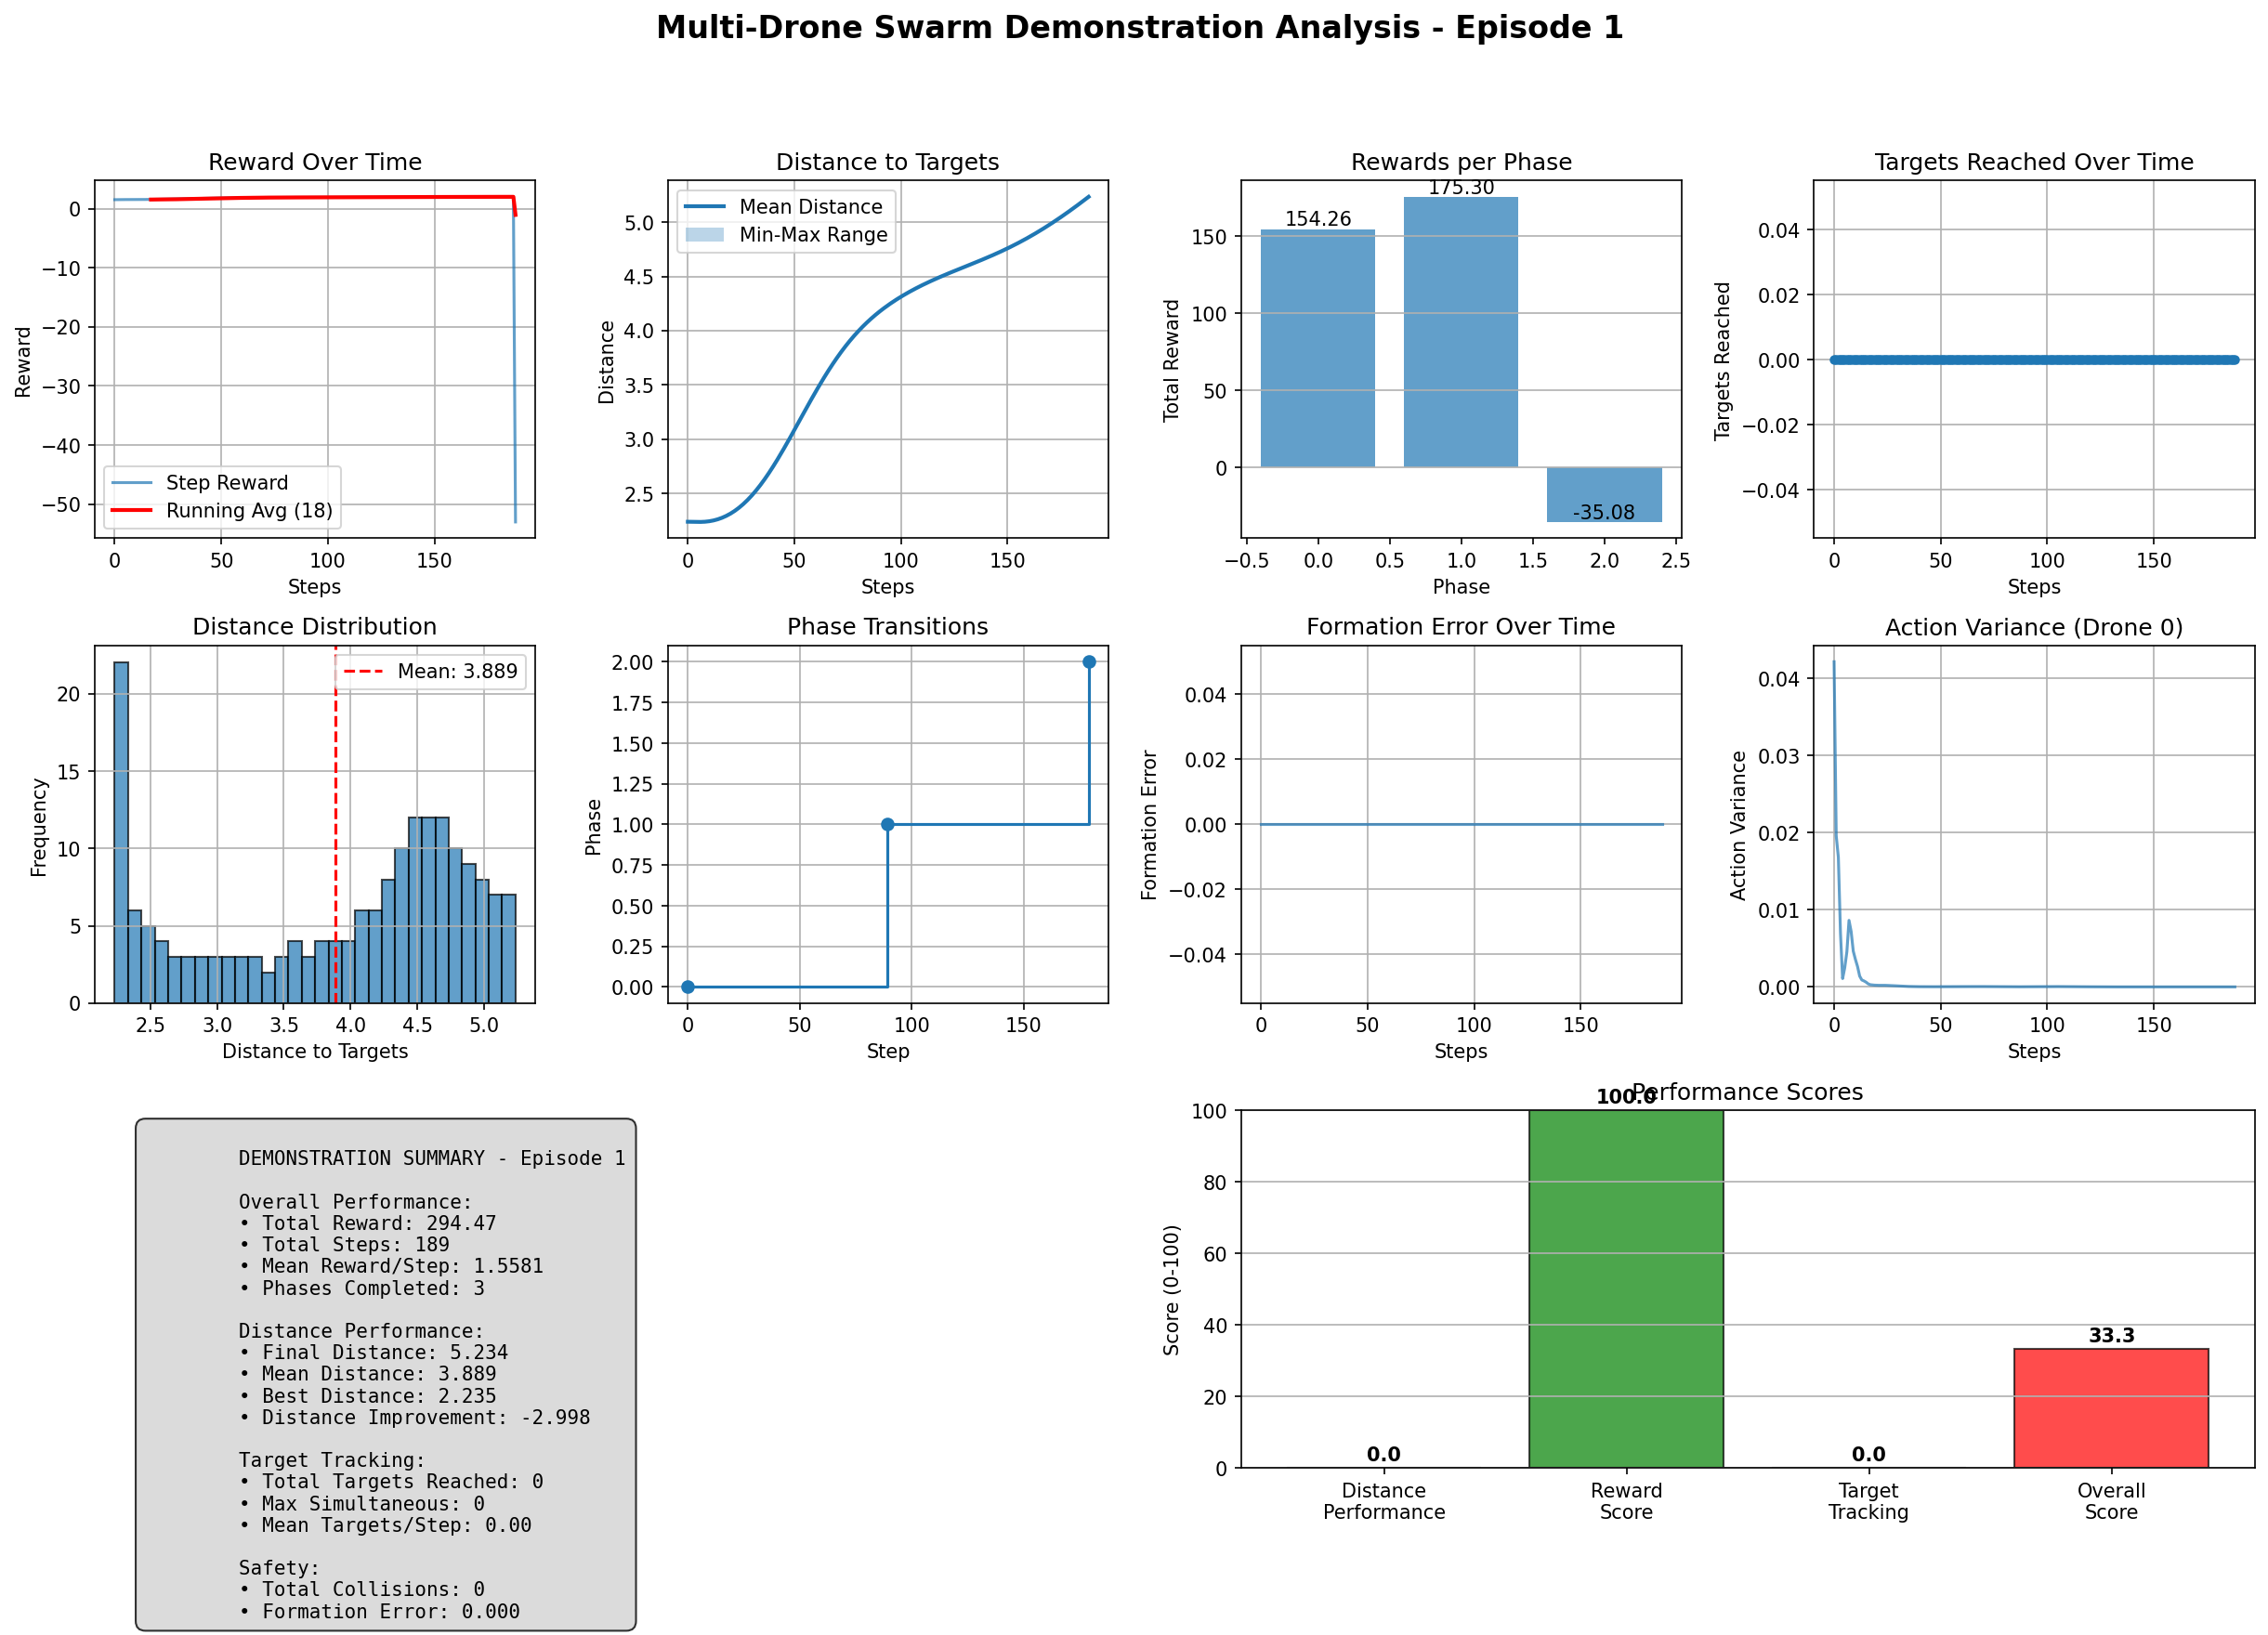 Multi-Drone Swarm Demonstration Analysis - Episode 1
Reward Over Time
0
−10
−20
−30
−40
−50
Reward
Step Reward
Running Avg (18)
0
50
100
150
Steps
Distance to Targets
5.0
4.5
4.0
3.5
3.0
2.5
Distance
Mean Distance
Min-Max Range
0
50
100
150
Steps
Rewards per Phase
150
100
50
0
Total Reward
154.26
175.30
-35.08
−0.5
0.0
0.5
1.0
1.5
2.0
2.5
Phase
Targets Reached Over Time
0.04
0.02
0.00
−0.02
−0.04
Targets Reached
0
50
100
150
Steps
Distance Distribution
20
15
10
5
0
Frequency
Mean: 3.889
2.5
3.0
3.5
4.0
4.5
5.0
Distance to Targets
Phase Transitions
2.00
1.75
1.50
1.25
1.00
0.75
0.50
0.25
0.00
Phase
0
50
100
150
Step
Formation Error Over Time
0.04
0.02
0.00
−0.02
−0.04
Formation Error
0
50
100
150
Steps
Action Variance (Drone 0)
0.04
0.03
0.02
0.01
0.00
Action Variance
0
50
100
150
Steps
DEMONSTRATION SUMMARY - Episode 1
Overall Performance:
• Total Reward: 294.47
• Total Steps: 189
• Mean Reward/Step: 1.5581
• Phases Completed: 3
Distance Performance:
• Final Distance: 5.234
• Mean Distance: 3.889
• Best Distance: 2.235
• Distance Improvement: -2.998
Target Tracking:
• Total Targets Reached: 0
• Max Simultaneous: 0
• Mean Targets/Step: 0.00
Safety:
• Total Collisions: 0
• Formation Error: 0.000
Performance Scores
100
80
60
40
20
0
Score (0-100)
0.0
100.0
0.0
33.3
Distance
Performance
Reward
Score
Target
Tracking
Overall
Score